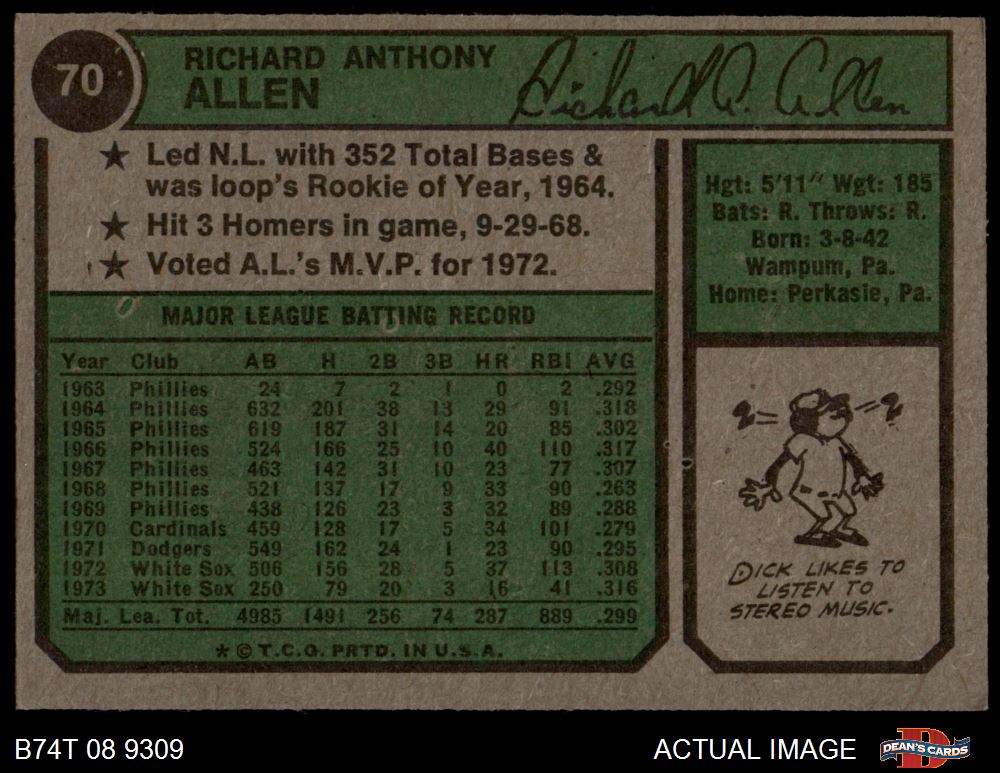 70
RICHARD ANTHONY
ALLEN
Richard A. Allen
★ Led N.L. with 352 Total Bases &
was loop's Rookie of Year, 1964.
★ Hit 3 Homers in game, 9-29-68.
★ Voted A.L.'s M.V.P. for 1972.
Hgt: 5'11" Wgt: 185
Bats: R. Throws: R.
Born: 3-8-42
Wampum, Pa.
Home: Perkasie, Pa.
MAJOR LEAGUE BATTING RECORD
Year Club AB H 2B 3B HR RBI AVG
1963 Phillies 24 7 2 1 0 2 .292
1964 Phillies 632 201 38 13 29 91 .318
1965 Phillies 619 187 31 14 20 85 .302
1966 Phillies 524 166 25 10 40 110 .317
1967 Phillies 463 142 31 10 23 77 .307
1968 Phillies 521 137 17 9 33 90 .263
1969 Phillies 438 126 23 3 32 89 .288
1970 Cardinals 459 128 17 5 34 101 .279
1971 Dodgers 549 162 24 1 23 90 .295
1972 White Sox 506 156 28 5 37 113 .308
1973 White Sox 250 79 20 3 16 41 .316
Maj. Lea. Tot. 4985 1491 256 74 287 889 .299
* © T.C.G. PRTD. IN U.S.A.
DICK LIKES TO
LISTEN TO
STEREO MUSIC.
B74T 08 9309
ACTUAL IMAGE
D
DEAN'S CARDS